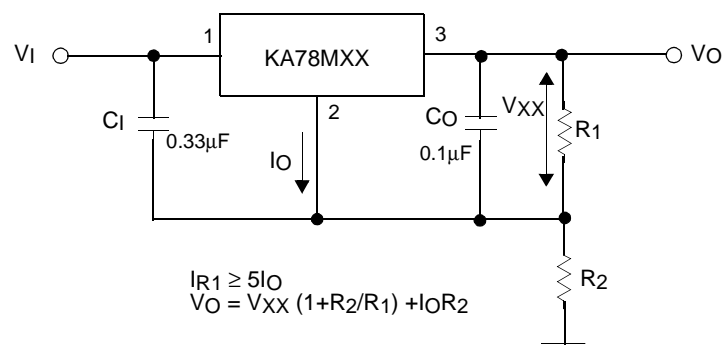 VI
1
KA78MXX
3
VO
2
CI
0.33µF
IO
CO
0.1µF
VXX
R1
R2
IR1 ≥ 5IO
VO = VXX (1+R2/R1) +IOR2